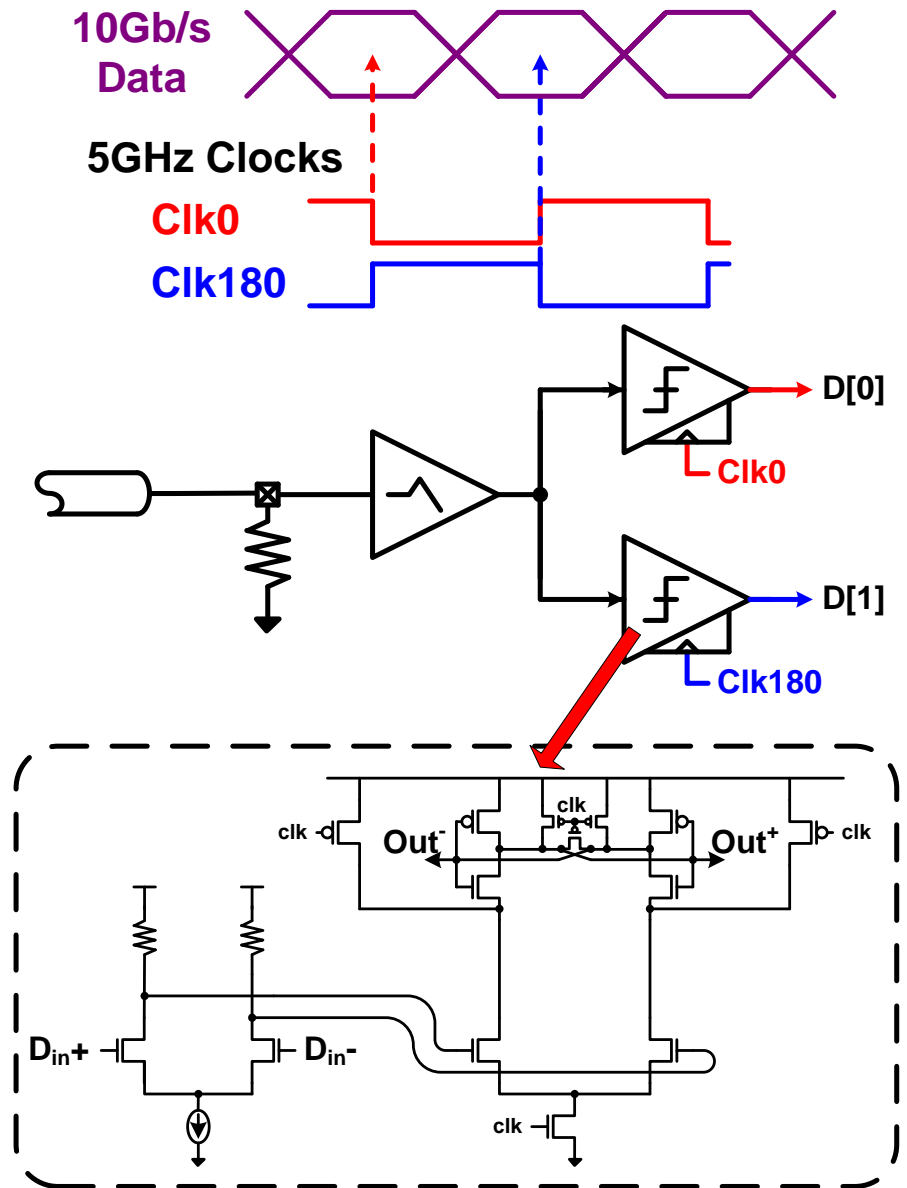 10Gb/s
Data
5GHz Clocks
Clk0
Clk180
D[0]
Clk0
D[1]
Clk180
clk
clk
clk
Out-
Out+
Din+
Din-
clk